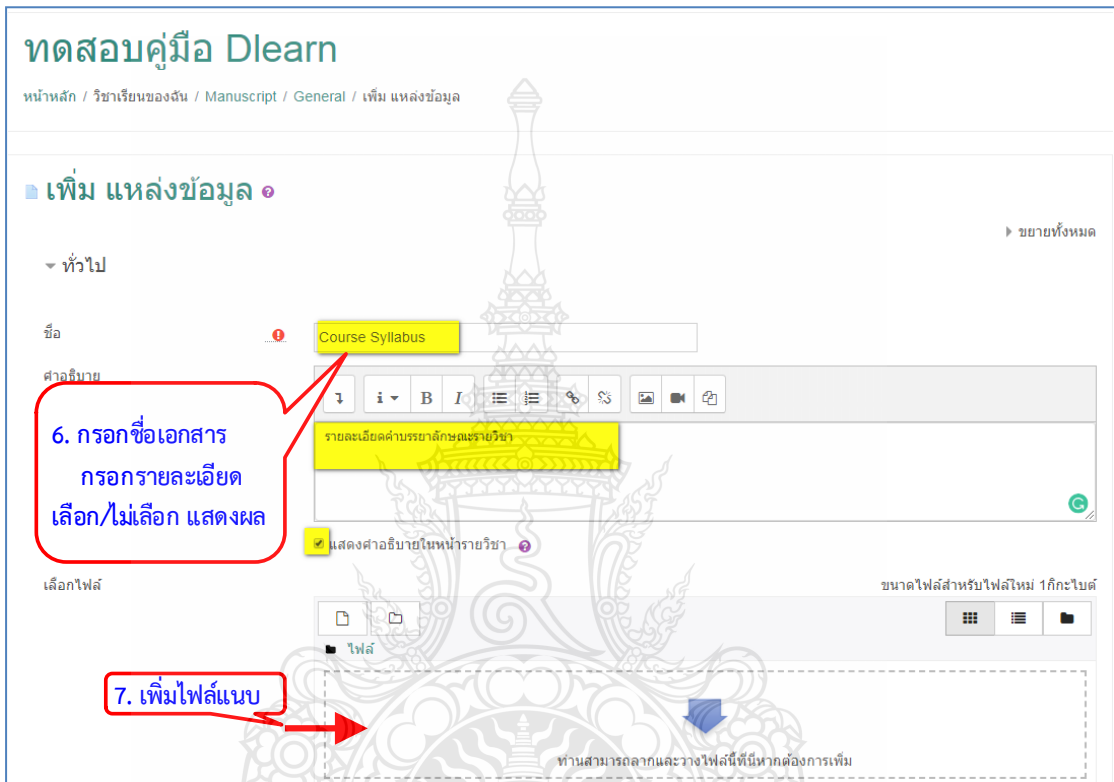 ทดสอบคู่มือ Dlearn
หน้าหลัก / วิชาเรียนของฉัน / Manuscript / General / เพิ่ม แหล่งข้อมูล
เพิ่ม แหล่งข้อมูล
ขยายทั้งหมด
ทั่วไป
ชื่อ
Course Syllabus
คำอธิบาย
B I
6. กรอกชื่อเอกสาร
กรอกรายละเอียด
เลือก/ไม่เลือก แสดงผล
รายละเอียดคำบรรยาลักษณะรายวิชา
แสดงคำอธิบายในหน้ารายวิชา
เลือกไฟล์
ขนาดไฟล์สำหรับไฟล์ใหม่ 1กิกะไบต์
ไฟล์
7. เพิ่มไฟล์แนบ
ท่านสามารถลากและวางไฟล์นี้ที่นี่หากต้องการเพิ่ม